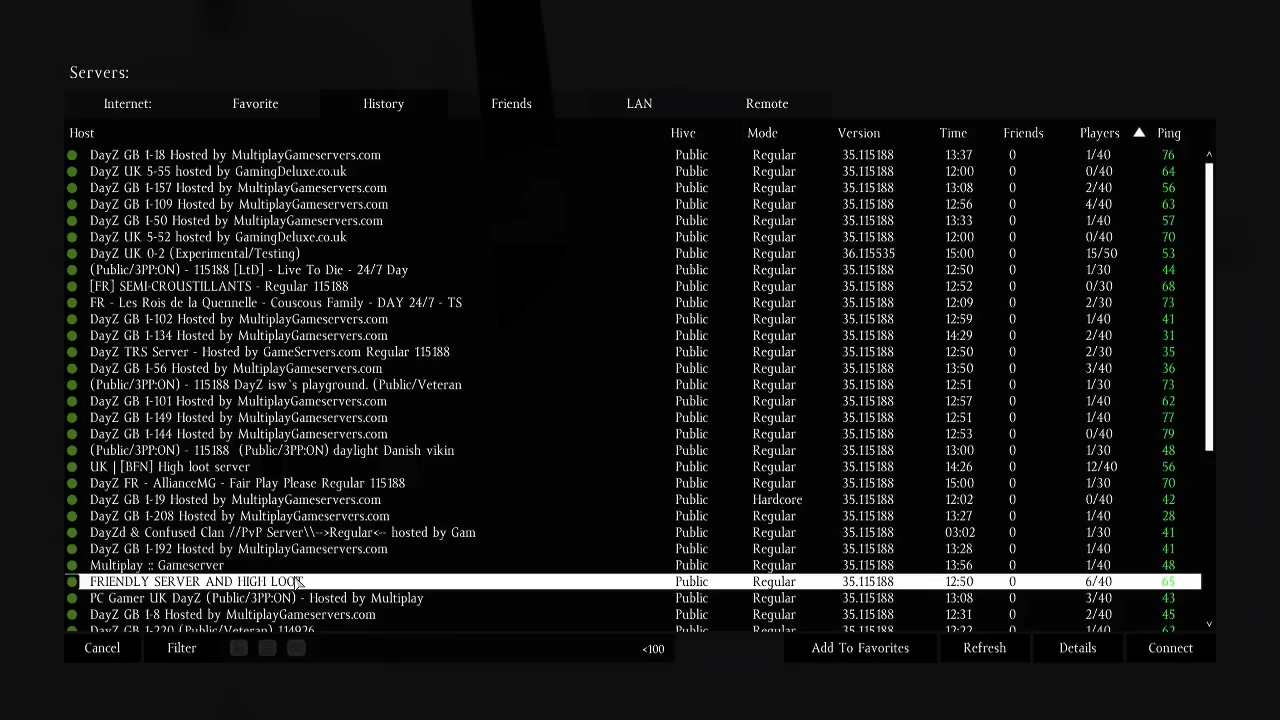 Servers:
Internet: Favorite History Friends LAN Remote
Host Hive Mode Version Time Friends Players Ping
DayZ GB 1-18 Hosted by MultiplayGameservers.com Public Regular 35.115188 13:37 0 1/40 76
DayZ UK 5-55 hosted by GamingDeluxe.co.uk Public Regular 35.115188 12:00 0 0/40 64
DayZ GB 1-157 Hosted by MultiplayGameservers.com Public Regular 35.115188 13:08 0 2/40 56
DayZ GB 1-109 Hosted by MultiplayGameservers.com Public Regular 35.115188 12:56 0 4/40 63
DayZ GB 1-50 Hosted by MultiplayGameservers.com Public Regular 35.115188 13:33 0 1/40 57
DayZ UK 5-52 hosted by GamingDeluxe.co.uk Public Regular 35.115188 12:00 0 0/40 70
DayZ UK 0-2 (Experimental/Testing) Public Regular 36.115535 15:00 0 15/50 53
(Public/3PP:ON) - 115188 [LtD] - Live To Die - 24/7 Day Public Regular 35.115188 12:50 0 1/30 44
[FR] SEMI-CROUSTILLANTS - Regular 115188 Public Regular 35.115188 12:52 0 0/30 68
FR - Les Rois de la Quennelle - Couscous Family - DAY 24/7 - TS Public Regular 35.115188 12:09 0 2/30 73
DayZ GB 1-102 Hosted by MultiplayGameservers.com Public Regular 35.115188 12:59 0 1/40 41
DayZ GB 1-134 Hosted by MultiplayGameservers.com Public Regular 35.115188 14:29 0 2/40 31
DayZ TRS Server - Hosted by GameServers.com Regular 115188 Public Regular 35.115188 12:50 0 2/30 35
DayZ GB 1-56 Hosted by MultiplayGameservers.com Public Regular 35.115188 13:50 0 3/40 36
(Public/3PP:ON) - 115188 DayZ isw`s playground. (Public/Veteran Public Regular 35.115188 12:51 0 1/30 73
DayZ GB 1-101 Hosted by MultiplayGameservers.com Public Regular 35.115188 12:57 0 1/40 62
DayZ GB 1-149 Hosted by MultiplayGameservers.com Public Regular 35.115188 12:51 0 1/40 77
DayZ GB 1-144 Hosted by MultiplayGameservers.com Public Regular 35.115188 12:53 0 0/40 79
(Public/3PP:ON) - 115188 (Public/3PP:ON) daylight Danish vikin Public Regular 35.115188 13:00 0 1/30 48
UK | [BFN] High loot server Public Regular 35.115188 14:26 0 12/40 56
DayZ FR - AllianceMG - Fair Play Please Regular 115188 Public Regular 35.115188 15:00 0 1/30 70
DayZ GB 1-19 Hosted by MultiplayGameservers.com Public Hardcore 35.115188 12:02 0 0/40 42
DayZ GB 1-208 Hosted by MultiplayGameservers.com Public Regular 35.115188 13:27 0 1/40 28
DayZd & Confused Clan //PvP Server\\-->Regular<-- hosted by Gam Public Regular 35.115188 03:02 0 1/30 41
DayZ GB 1-192 Hosted by MultiplayGameservers.com Public Regular 35.115188 13:28 0 1/40 41
Multiplay :: Gameserver Public Regular 35.115188 13:56 0 1/40 48
FRIENDLY SERVER AND HIGH LOOT Public Regular 35.115188 12:50 0 6/40 65
PC Gamer UK DayZ (Public/3PP:ON) - Hosted by Multiplay Public Regular 35.115188 13:08 0 3/40 43
DayZ GB 1-8 Hosted by MultiplayGameservers.com Public Regular 35.115188 12:31 0 2/40 45
DayZ GB 1-220 (Public/Veteran) 114926 Public Regular 35.115188 12:22 0 1/40 62
Cancel Filter <100 Add To Favorites Refresh Details Connect